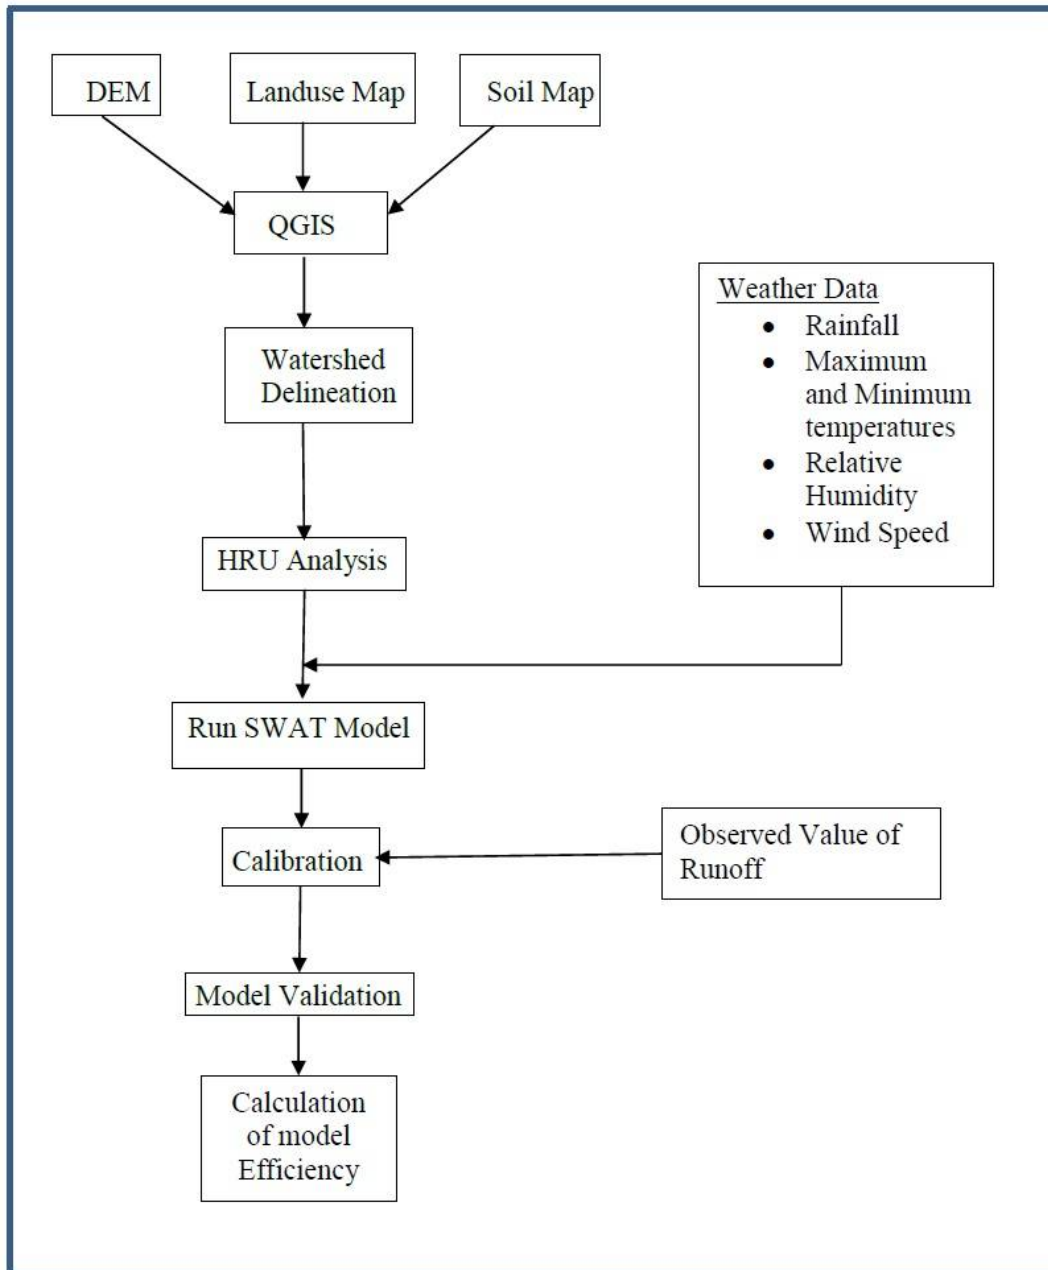 DEM
Landuse Map
Soil Map
QGIS
Watershed
Delineation
HRU Analysis
Weather Data
• Rainfall
• Maximum
and Minimum
temperatures
• Relative
Humidity
• Wind Speed
Run SWAT Model
Calibration
Observed Value of
Runoff
Model Validation
Calculation
of model
Efficiency